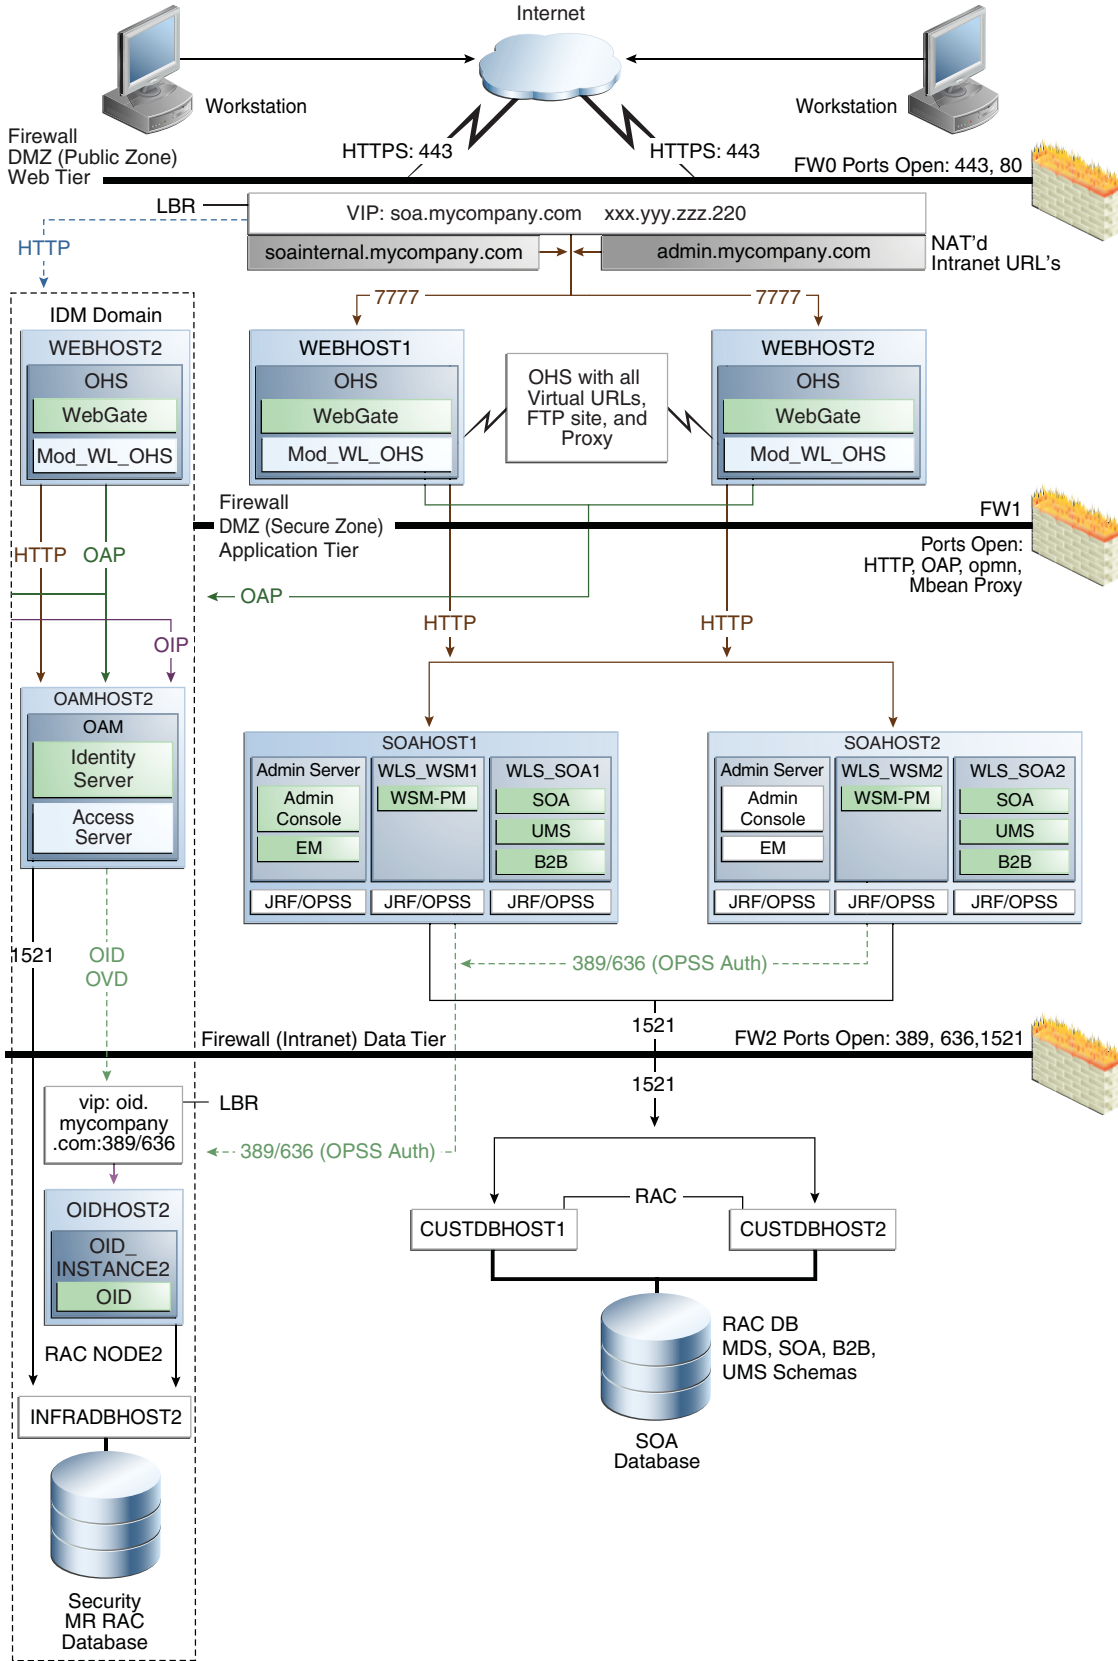 Internet
Workstation
Workstation
Firewall
DMZ (Public Zone)
Web Tier
HTTPS: 443
HTTPS: 443
FW0 Ports Open: 443, 80
LBR
VIP: soa.mycompany.com xxx.yyy.zzz.220
HTTP
soainternal.mycompany.com
admin.mycompany.com
NAT'd
Intranet URL's
7777
7777
IDM Domain
WEBHOST2
OHS
WebGate
Mod_WL_OHS
WEBHOST1
OHS
WebGate
Mod_WL_OHS
OHS with all
Virtual URLs,
FTP site, and
Proxy
WEBHOST2
OHS
WebGate
Mod_WL_OHS
Firewall
DMZ (Secure Zone)
Application Tier
FW1
Ports Open:
HTTP, OAP, opmn,
Mbean Proxy
HTTP
OAP
OAP
HTTP
HTTP
OIP
OAMHOST2
OAM
Identity
Server
Access
Server
SOAHOST1
Admin Server
Admin
Console
EM
WLS_WSM1
WSM-PM
WLS_SOA1
SOA
UMS
B2B
JRF/OPSS
JRF/OPSS
JRF/OPSS
SOAHOST2
Admin Server
Admin
Console
EM
WLS_WSM2
WSM-PM
WLS_SOA2
SOA
UMS
B2B
JRF/OPSS
JRF/OPSS
JRF/OPSS
1521
OID
OVD
389/636 (OPSS Auth)
1521
Firewall (Intranet) Data Tier
FW2 Ports Open: 389, 636,1521
1521
vip: oid.
mycompany
.com:389/636
LBR
389/636 (OPSS Auth)
RAC
OIDHOST2
OID_
INSTANCE2
OID
CUSTDBHOST1
CUSTDBHOST2
RAC NODE2
RAC DB
MDS, SOA, B2B,
UMS Schemas
INFRADBHOST2
SOA
Database
Security
MR RAC
Database